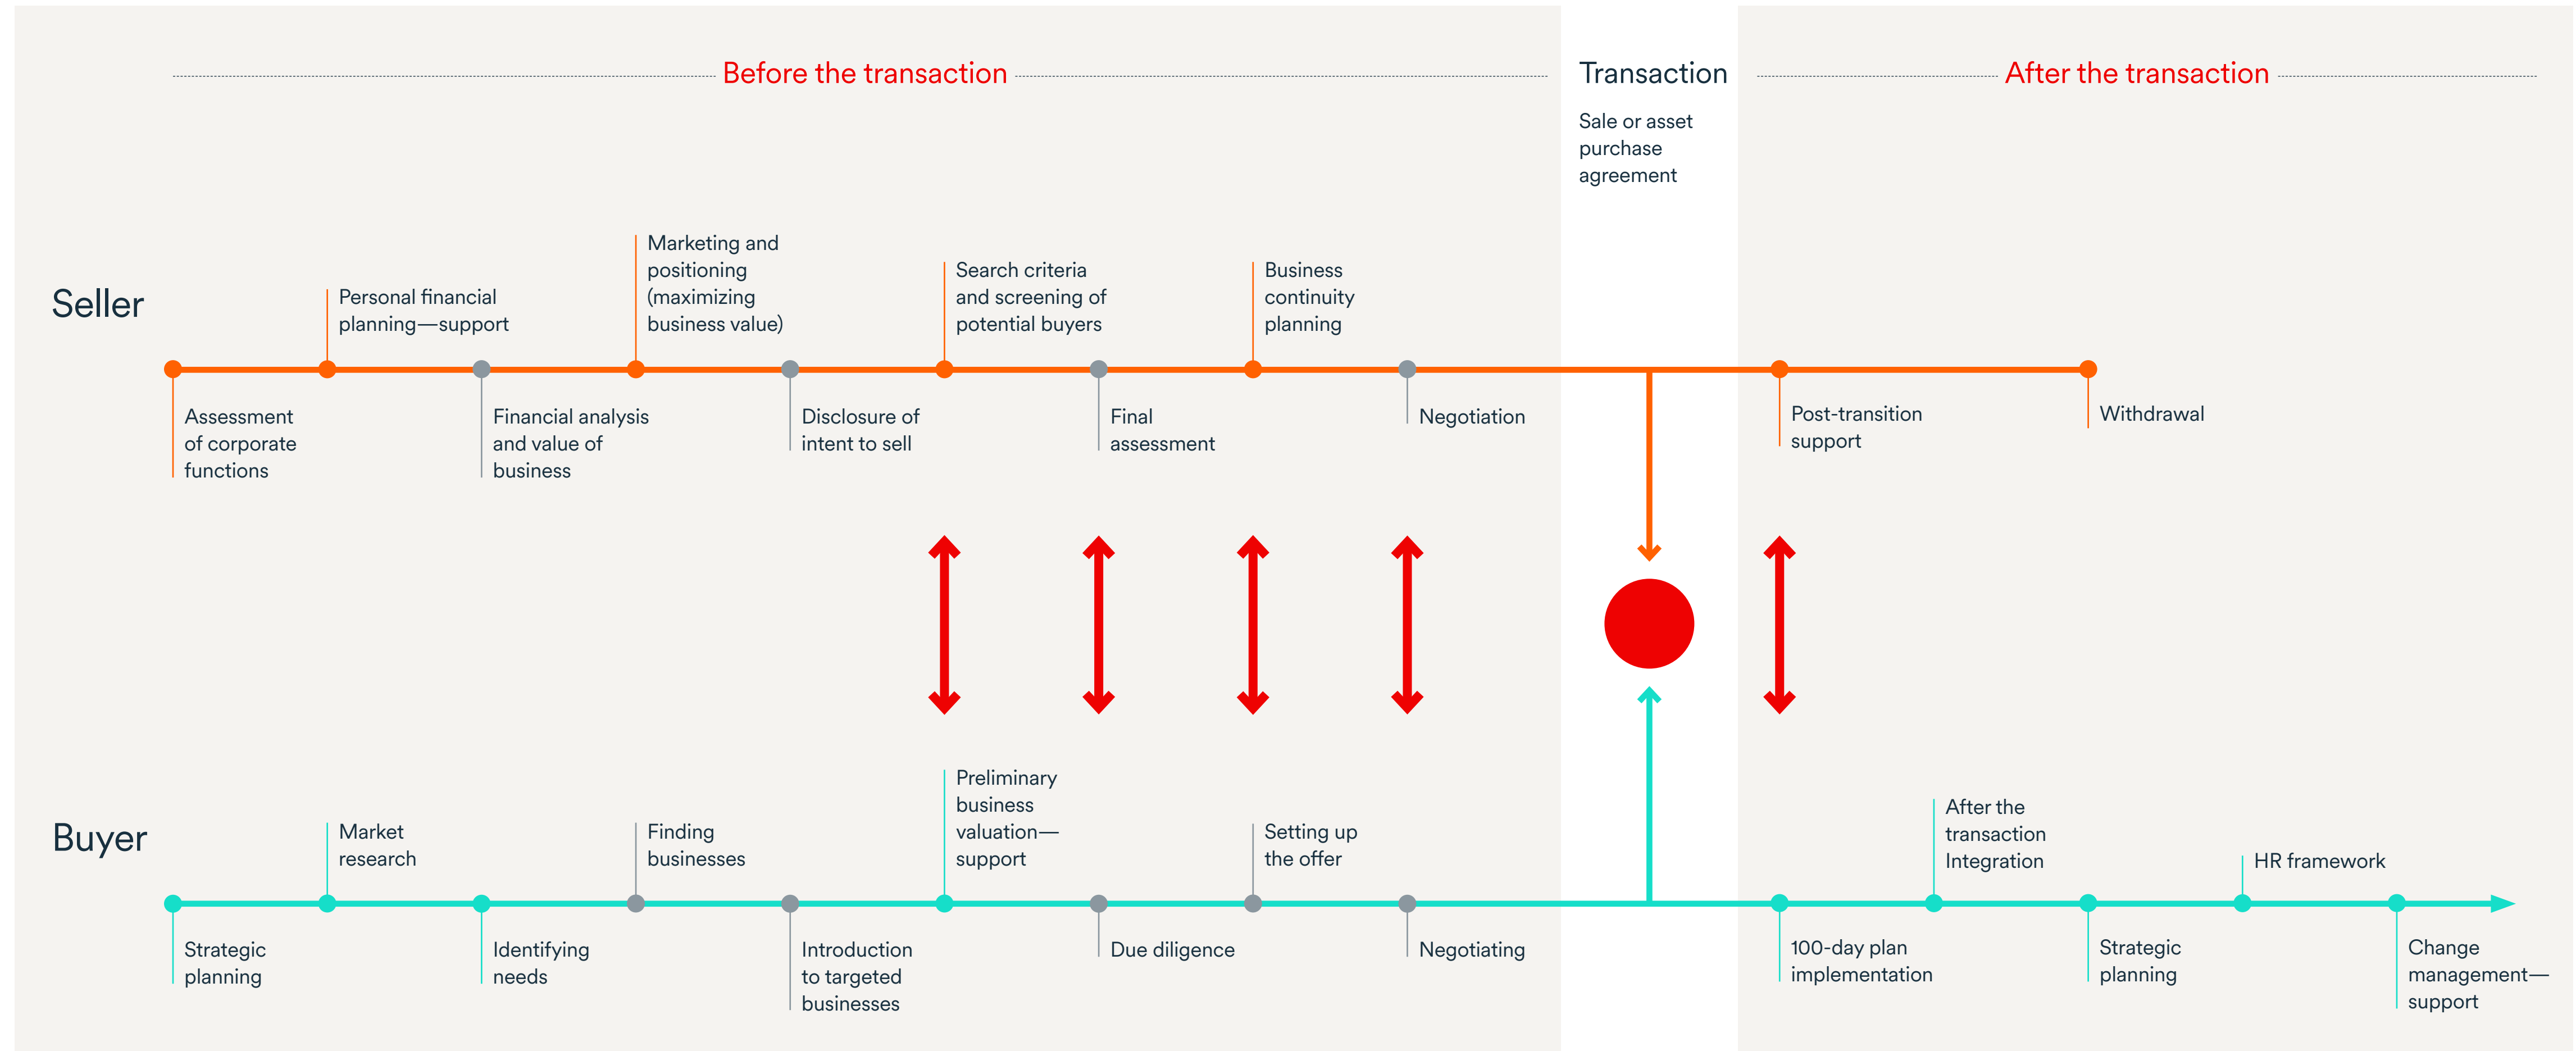 Before the transaction
Transaction
After the transaction
Sale or asset
purchase
agreement
Seller
Assessment
of corporate
functions
Personal financial
planning—support
Financial analysis
and value of
business
Marketing and
positioning
(maximizing
business value)
Disclosure of
intent to sell
Search criteria
and screening of
potential buyers
Final
assessment
Business
continuity
planning
Negotiation
Post-transition
support
Withdrawal
Buyer
Strategic
planning
Market
research
Identifying
needs
Finding
businesses
Introduction
to targeted
businesses
Preliminary
business
valuation—
support
Due diligence
Setting up
the offer
Negotiating
100-day plan
implementation
After the
transaction
Integration
Strategic
planning
HR framework
Change
management—
support